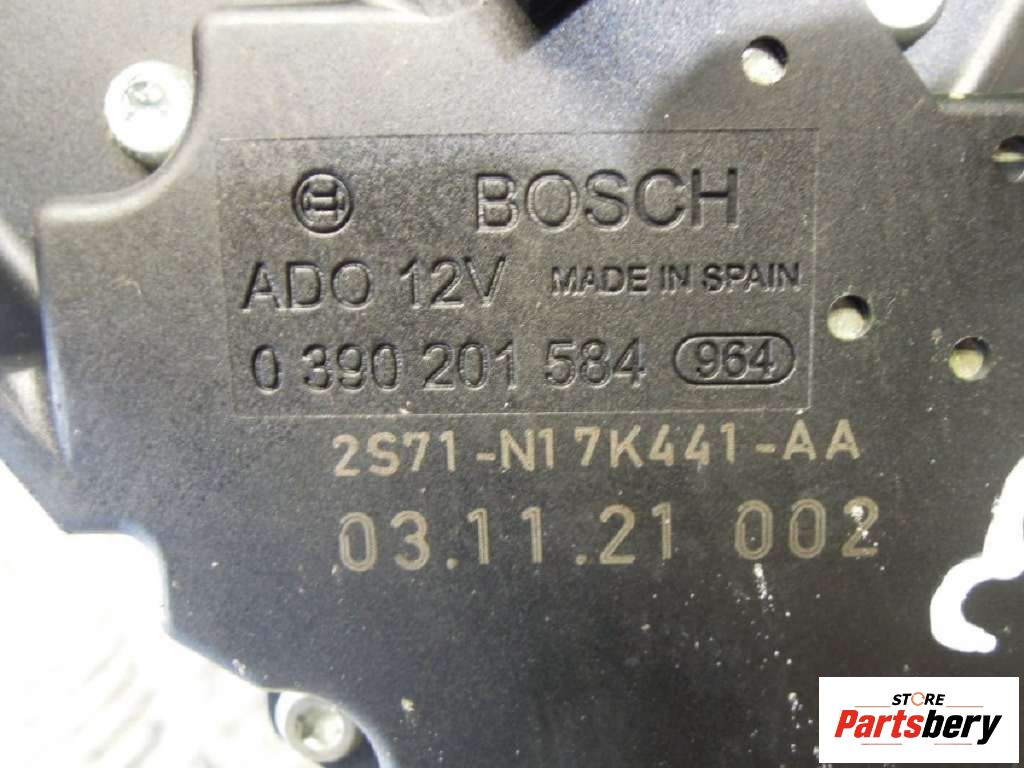 BOSCH
ADO 12V MADE IN SPAIN
0 390 201 584 964
2S71-N17K441-AA
03.11.21 002
STORE
Partsbery